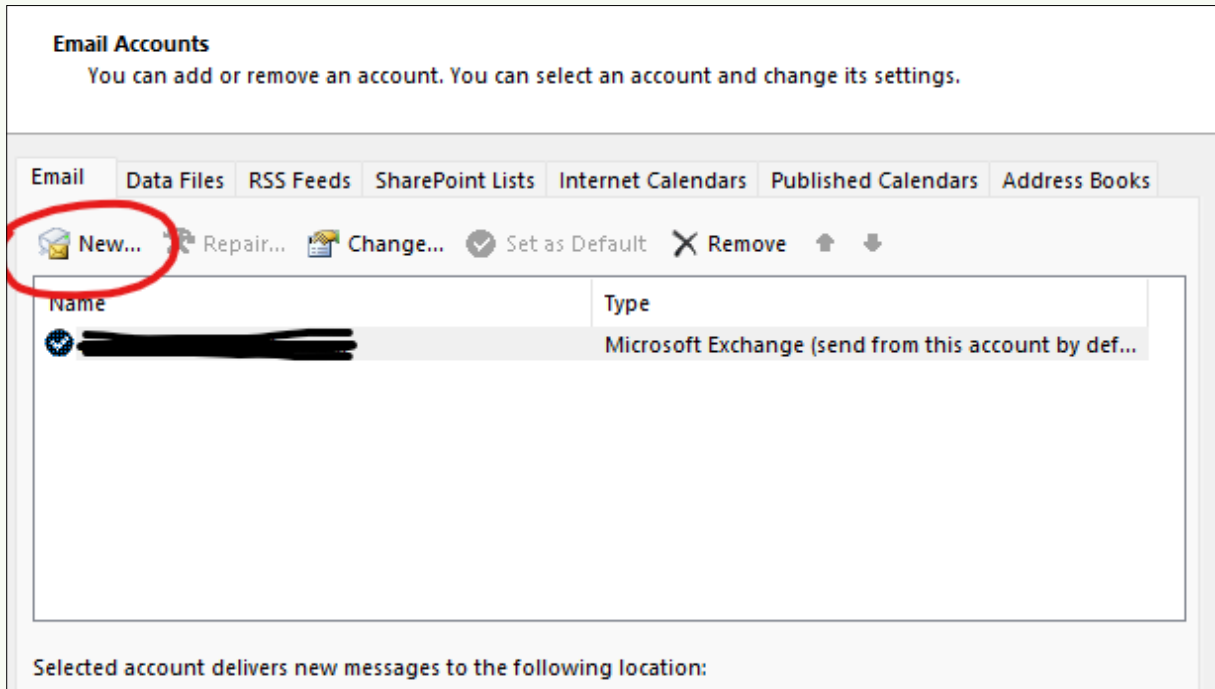 Email Accounts
You can add or remove an account. You can select an account and change its settings.
Email Data Files RSS Feeds SharePoint Lists Internet Calendars Published Calendars Address Books
New... Repair... Change... Set as Default Remove
Name Type
Microsoft Exchange (send from this account by def...
Selected account delivers new messages to the following location: